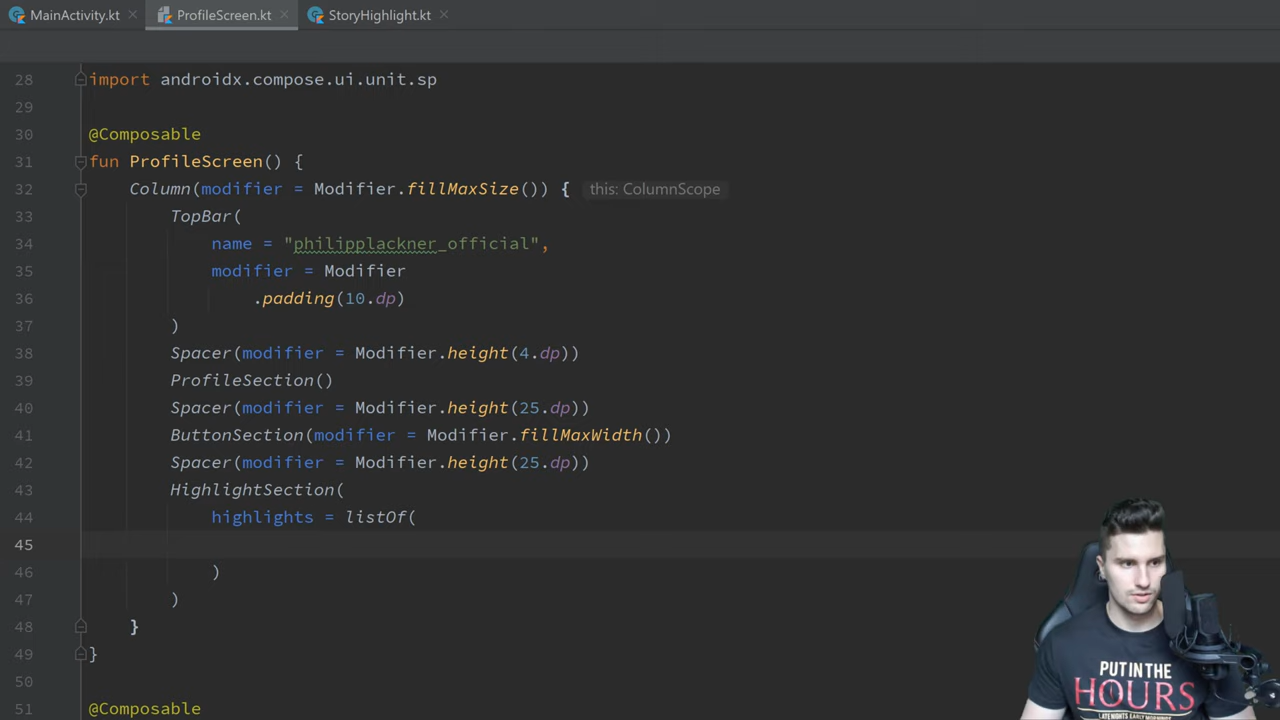 MainActivity.kt ProfileScreen.kt StoryHighlight.kt
28 import androidx.compose.ui.unit.sp
29
30 @Composable
31 fun ProfileScreen() {
32 Column(modifier = Modifier.fillMaxSize()) { this: ColumnScope
33 TopBar(
34 name = "philipplackner_official",
35 modifier = Modifier
36 .padding(10.dp)
37 )
38 Spacer(modifier = Modifier.height(4.dp))
39 ProfileSection()
40 Spacer(modifier = Modifier.height(25.dp))
41 ButtonSection(modifier = Modifier.fillMaxWidth())
42 Spacer(modifier = Modifier.height(25.dp))
43 HighlightSection(
44 highlights = listOf(
45
46 )
47 )
48 }
49 }
50
51 @Composable
PUT IN THE
HOURS
LATE NIGHTS EARLY MORNINGS